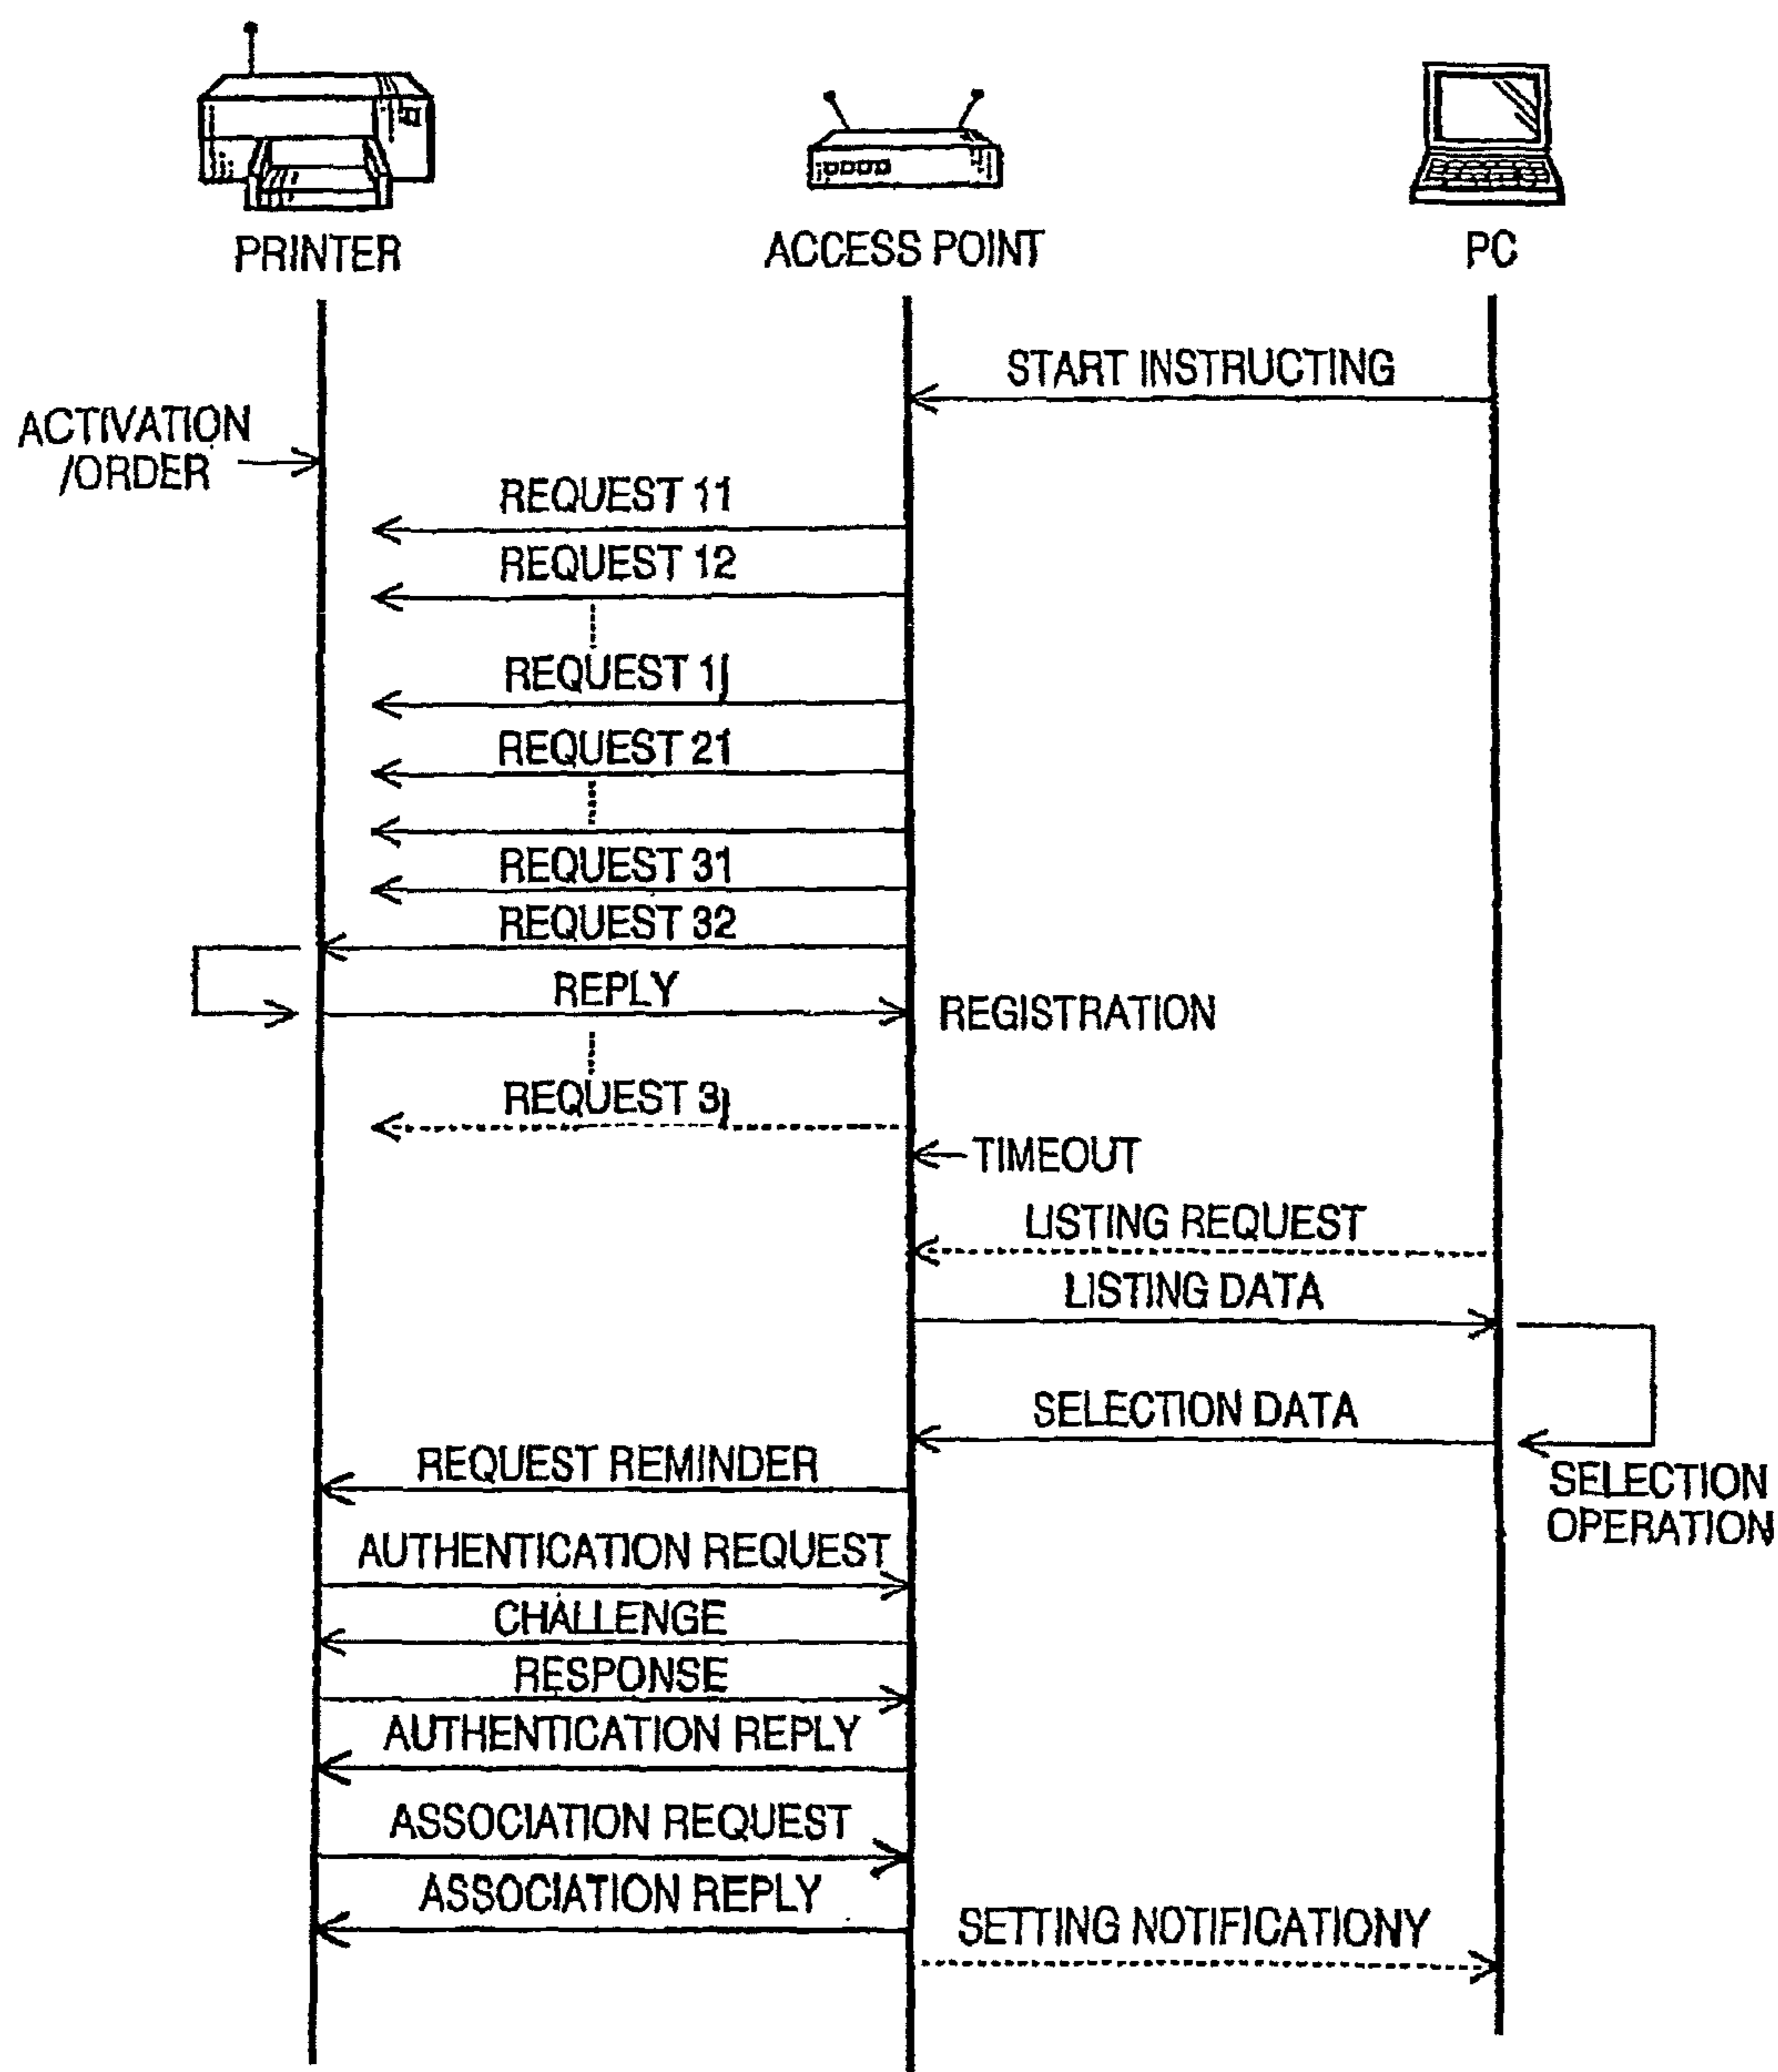 PRINTER
ACCESS POINT
PC
START INSTRUCTING
ACTIVATION
/ORDER
REQUEST 11
REQUEST 12
REQUEST 1j
REQUEST 21
REQUEST 31
REQUEST 32
REPLY
REGISTRATION
REQUEST 3j
TIMEOUT
LISTING REQUEST
LISTING DATA
SELECTION DATA
REQUEST REMINDER
SELECTION
OPERATION
AUTHENTICATION REQUEST
CHALLENGE
RESPONSE
AUTHENTICATION REPLY
ASSOCIATION REQUEST
ASSOCIATION REPLY
SETTING NOTIFICATIONY